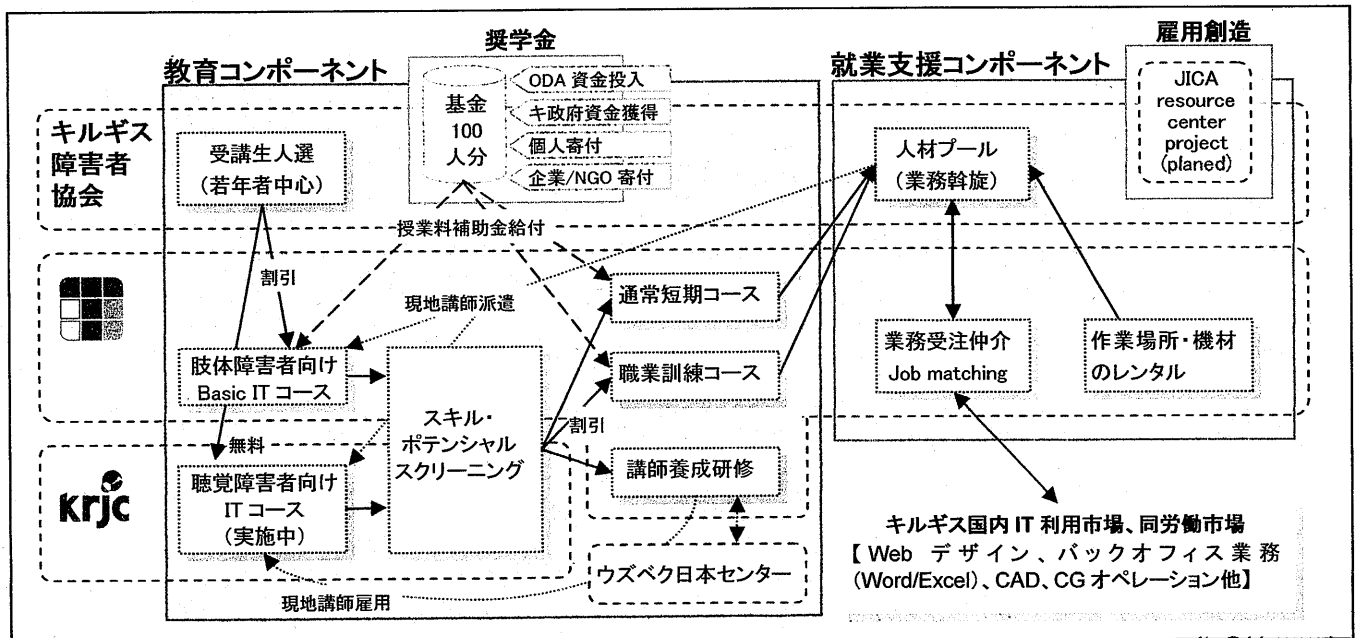 奨学金
雇用創造
教育コンポーネント
就業支援コンポーネント
基金
100
人分
ODA 資金投入
キ政府資金獲得
個人寄付
企業/NGO 寄付
JICA
resource
center
project
(planed)
キルギス
障害者
協会
受講生人選
(若年者中心)
人材プール
(業務斡旋)
授業料補助金給付
割引
現地講師派遣
通常短期コース
肢体障害者向け
Basic IT コース
職業訓練コース
業務受注仲介
Job matching
作業場所・機材
のレンタル
スキル・
ポテンシャル
スクリーニング
割引
無料
krjc
聴覚障害者向け
IT コース
(実施中)
講師養成研修
ウズベク日本センター
現地講師雇用
キルギス国内 IT 利用市場、同労働市場
【 Web デザイン、バックオフィス業務
(Word/Excel)、CAD、CG オペレーション他】